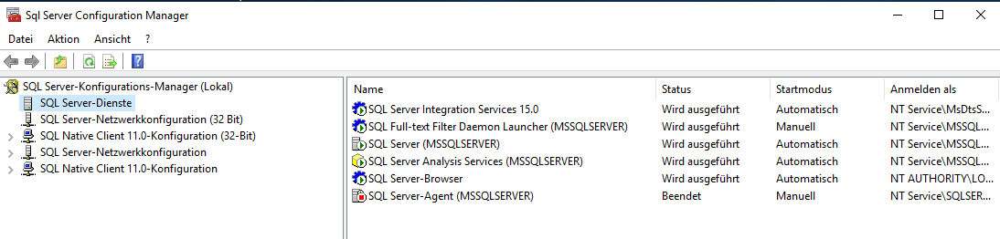 Sql Server Configuration Manager
Datei Aktion Ansicht ?
SQL Server-Konfigurations-Manager (Lokal)
SQL Server-Dienste
SQL Server-Netzwerkkonfiguration (32 Bit)
SQL Native Client 11.0-Konfiguration (32-Bit)
SQL Server-Netzwerkkonfiguration
SQL Native Client 11.0-Konfiguration
Name Status Startmodus Anmelden als
SQL Server Integration Services 15.0 Wird ausgeführt Automatisch NT Service\MsDtsS...
SQL Full-text Filter Daemon Launcher (MSSQLSERVER) Wird ausgeführt Manuell NT Service\MSSQL...
SQL Server (MSSQLSERVER) Wird ausgeführt Automatisch NT Service\MSSQL...
SQL Server Analysis Services (MSSQLSERVER) Wird ausgeführt Automatisch NT Service\MSSQL...
SQL Server-Browser Wird ausgeführt Automatisch NT AUTHORITY\LO...
SQL Server-Agent (MSSQLSERVER) Beendet Manuell NT Service\SQLSER...